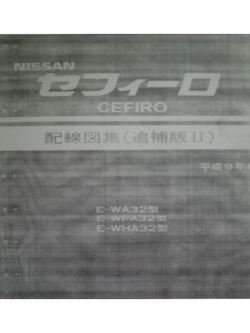 NISSAN
セフィーロ
CEFIRO
配線図集(追補版II)
平成9年
E-WA32型
E-WPA32型
E-WHA32型